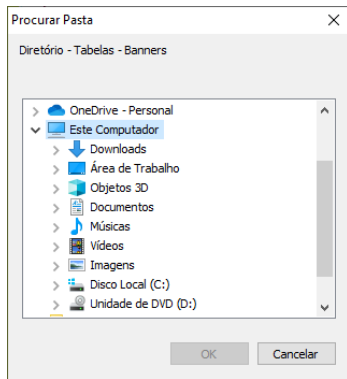 Procurar Pasta
Diretório - Tabelas - Banners
OneDrive - Personal
Este Computador
Downloads
Área de Trabalho
Objetos 3D
Documentos
Músicas
Vídeos
Imagens
Disco Local (C:)
Unidade de DVD (D:)
OK Cancelar